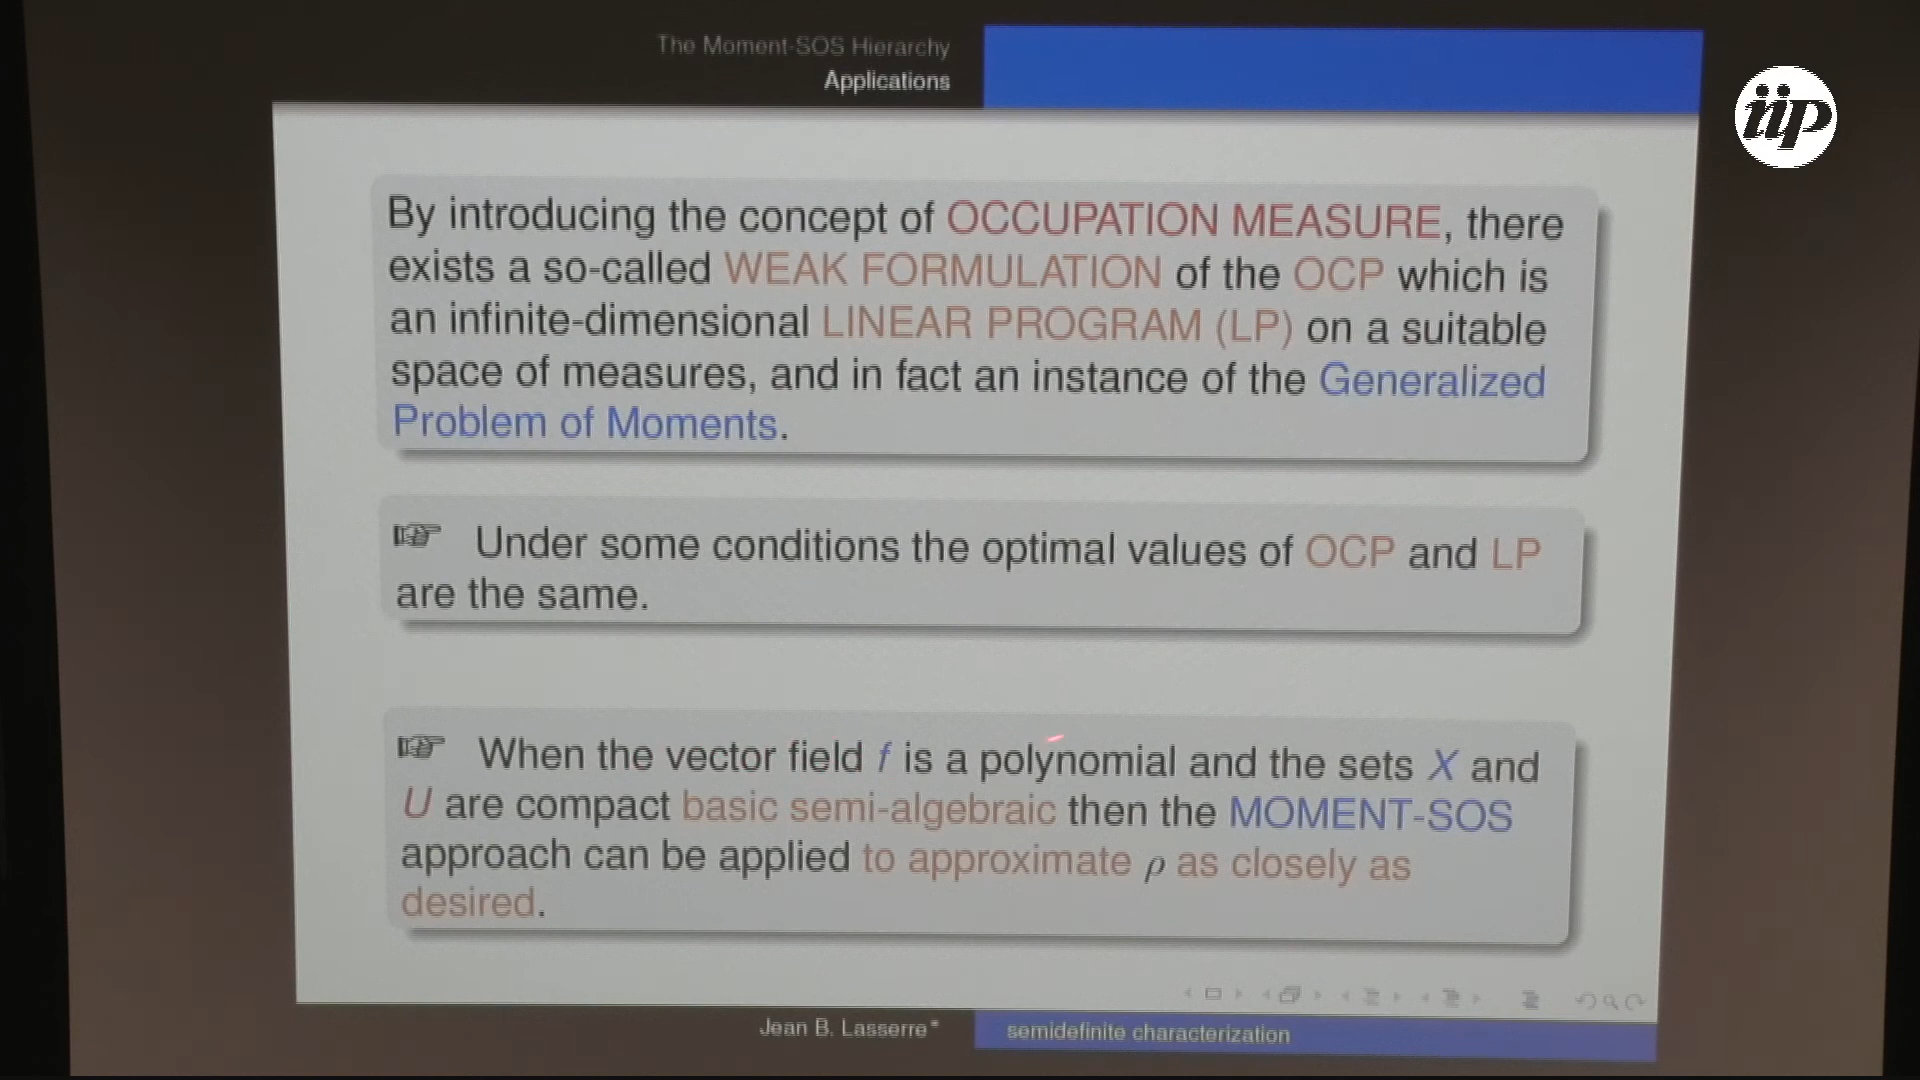 The Moment-SOS Hierarchy
Applications
iip
By introducing the concept of OCCUPATION MEASURE, there
exists a so-called WEAK FORMULATION of the OCP which is
an infinite-dimensional LINEAR PROGRAM (LP) on a suitable
space of measures, and in fact an instance of the Generalized
Problem of Moments.
☞ Under some conditions the optimal values of OCP and LP
are the same.
☞ When the vector field f is a polynomial and the sets X and
U are compact basic semi-algebraic then the MOMENT-SOS
approach can be applied to approximate ρ as closely as
desired.
Jean B. Lasserre*
semidefinite characterization